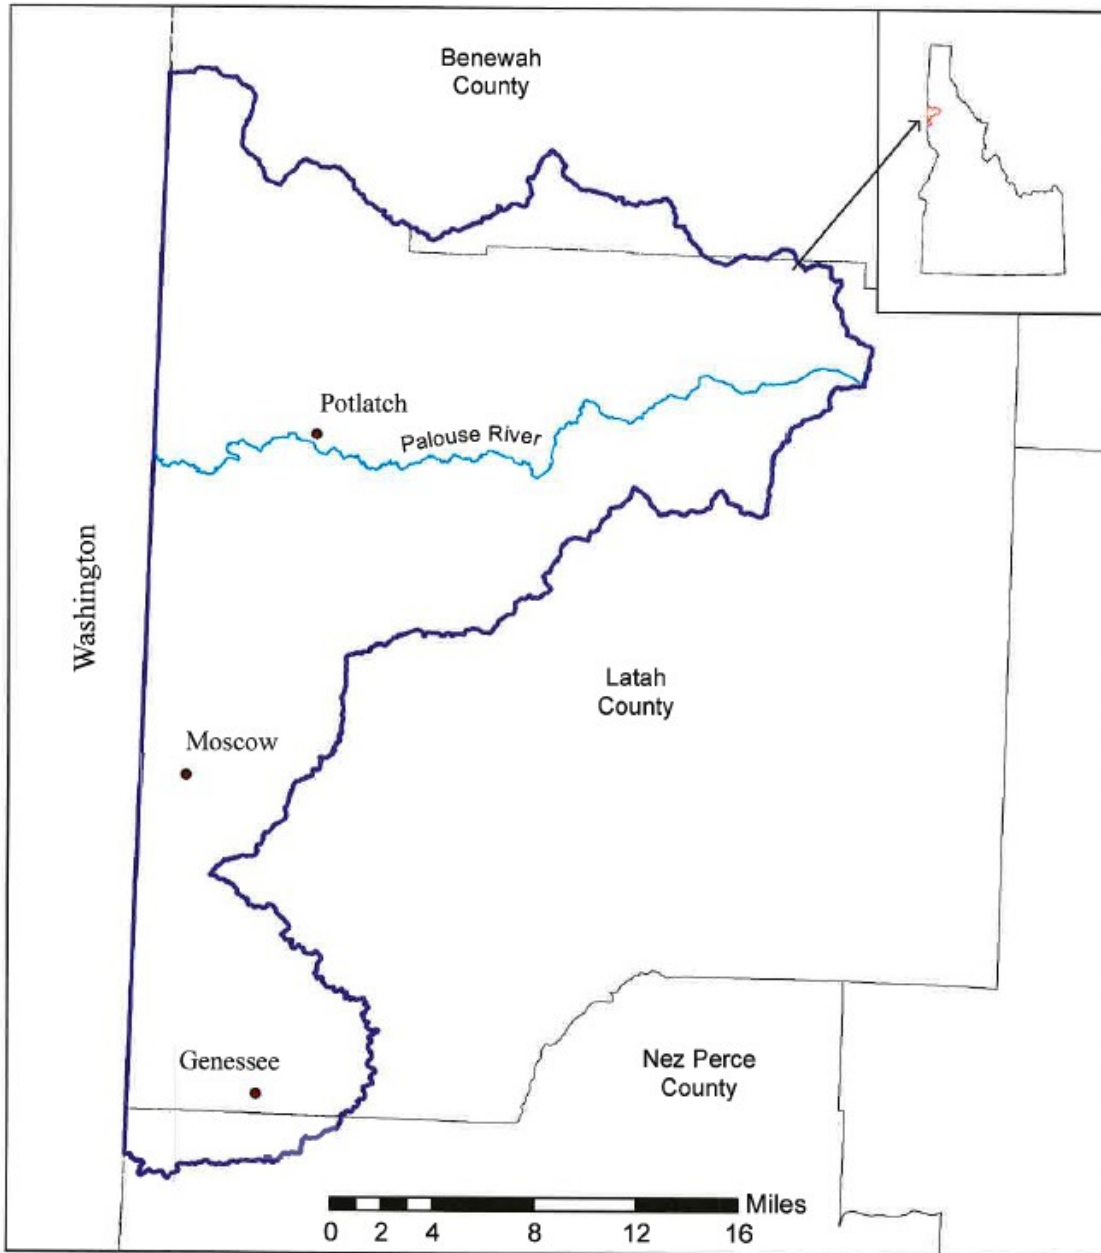 Benewah
County
Potlatch
Palouse River
Washington
Latah
County
Moscow
Genessee
Nez Perce
County
Miles
0 2 4 8 12 16